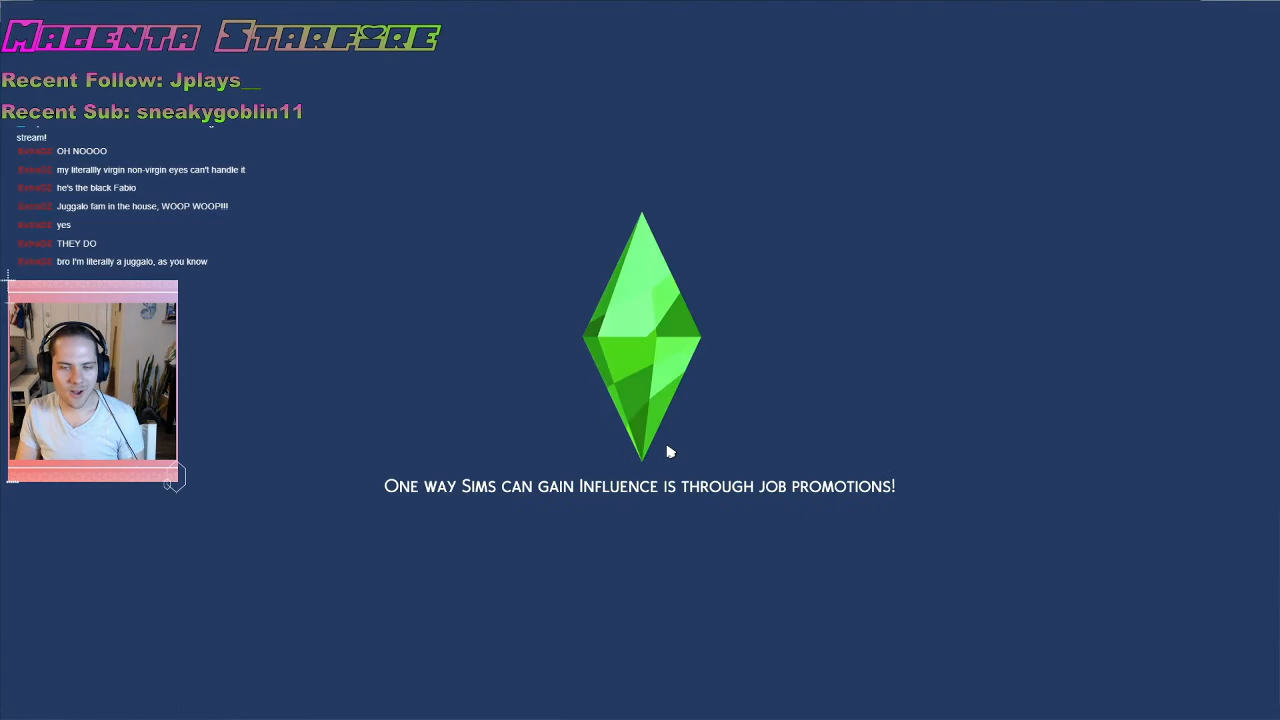 Magenta Starfire
Recent Follow: Jplays__
Recent Sub: sneakygoblin11
stream!
OH NOOOO
my literallly virgin non-virgin eyes can't handle it
he's the black Fabio
Juggalo fam in the house, WOOP WOOP!!!
yes
THEY DO
bro I'm literally a juggalo, as you know
One way Sims can gain Influence is through job promotions!